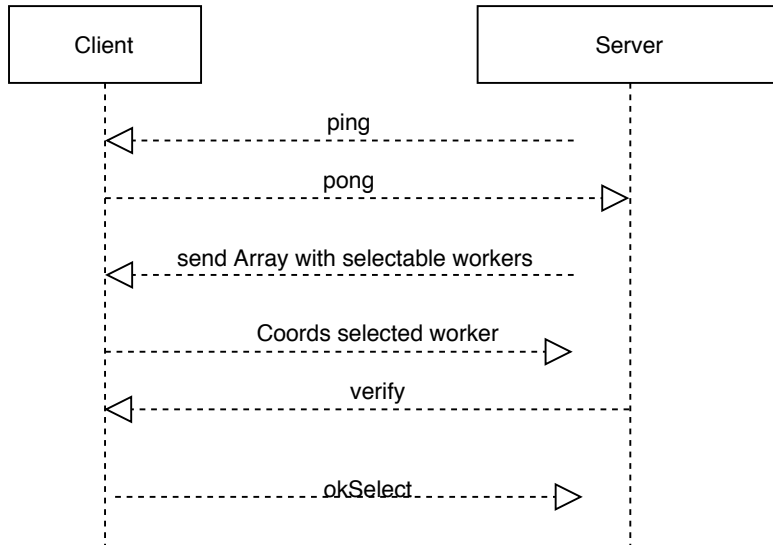 Client
Server
ping
pong
send Array with selectable workers
Coords selected worker
verify
okSelect